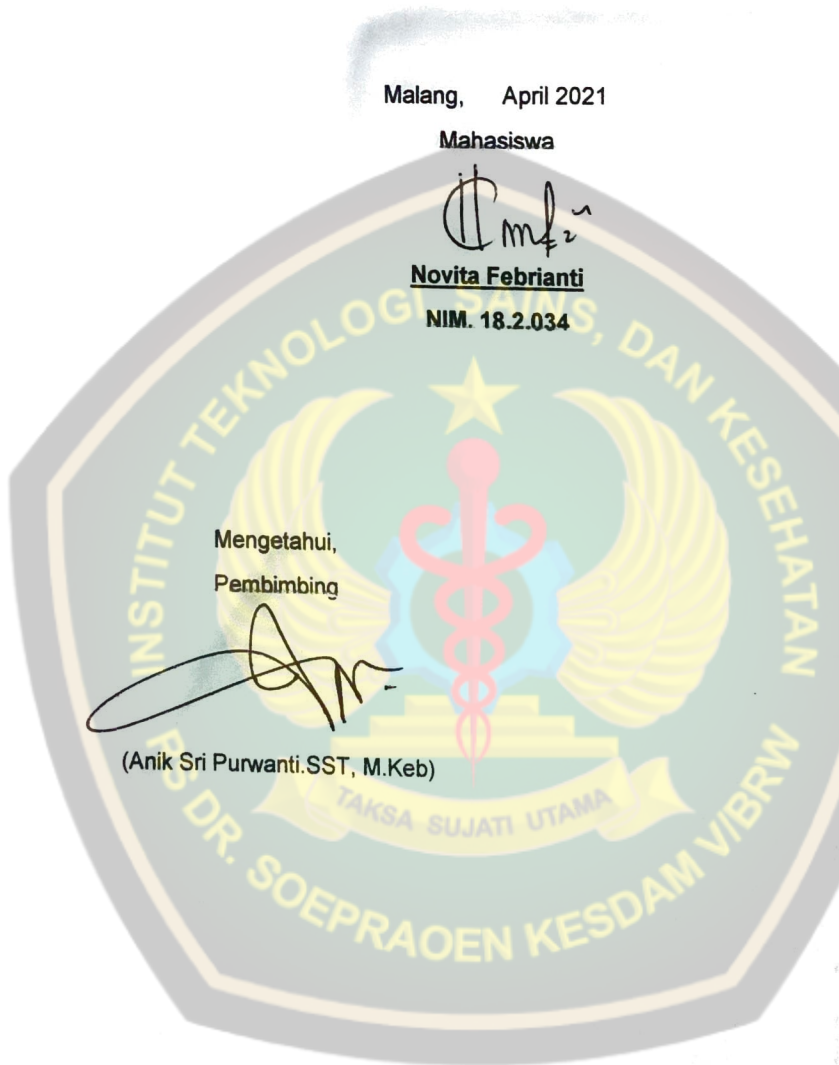 Malang, April 2021
Mahasiswa
Novita Febrianti
NIM. 18.2.034
Mengetahui,
Pembimbing
(Anik Sri Purwanti.SST, M.Keb)
INSTITUT TEKNOLOGI SAINS, DAN KESEHATAN
TAKSA SUJATI UTAMA
RS DR. SOEPRAOEN KESDAM V/BRW